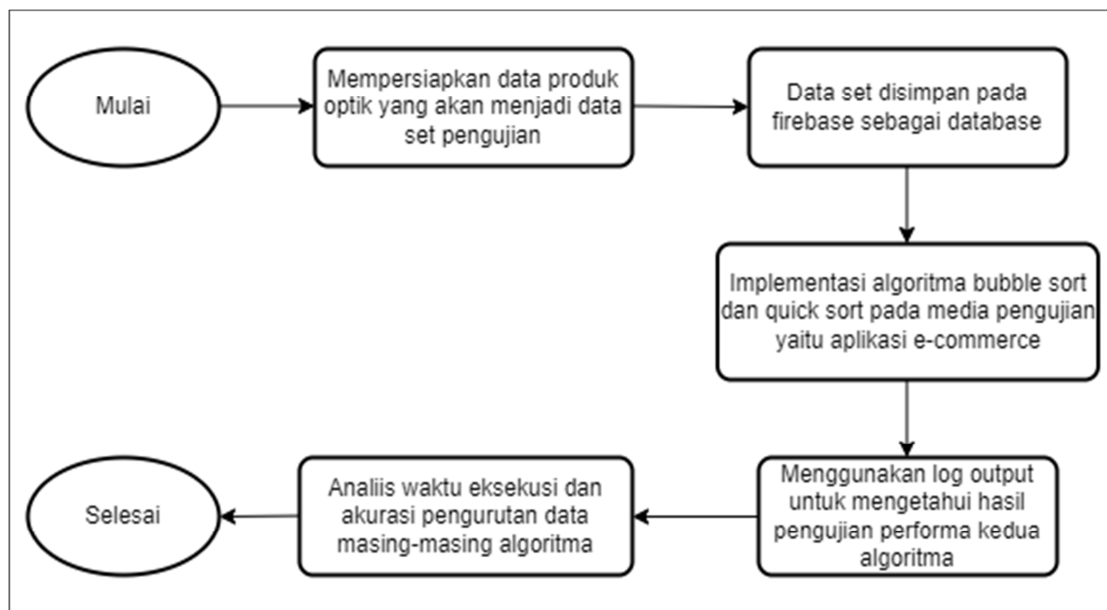 Mulai
Mempersiapkan data produk
optik yang akan menjadi data
set pengujian
Data set disimpan pada
firebase sebagai database
Implementasi algoritma bubble sort
dan quick sort pada media pengujian
yaitu aplikasi e-commerce
Menggunakan log output
untuk mengetahui hasil
pengujian performa kedua
algoritma
Analiis waktu eksekusi dan
akurasi pengurutan data
masing-masing algoritma
Selesai